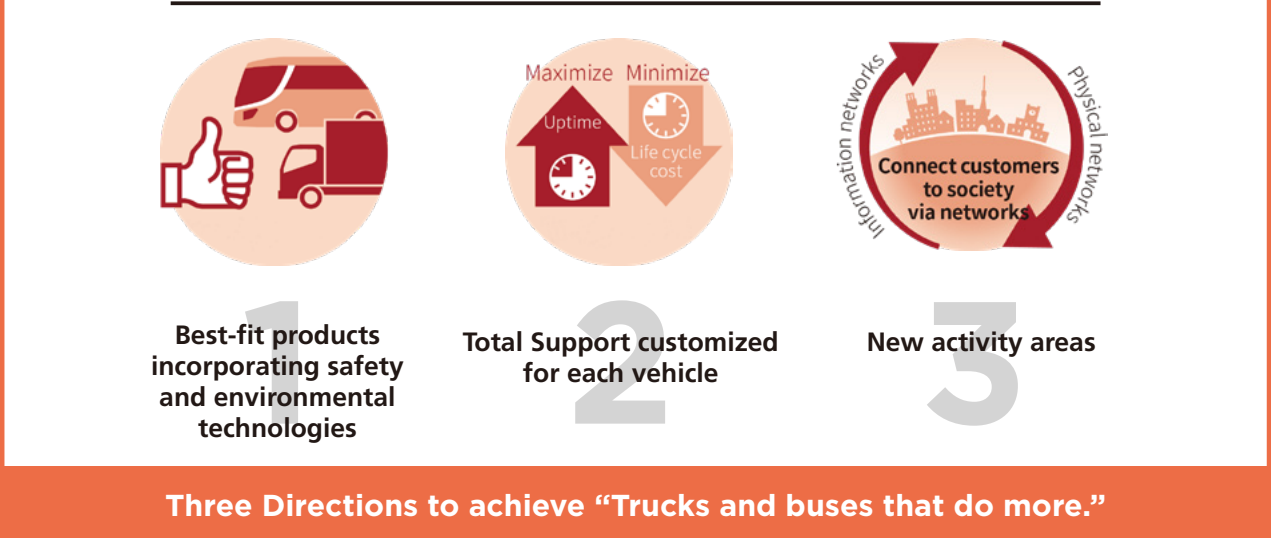 Maximize Minimize
Uptime
Life cycle
cost
Information networks
Physical networks
Connect customers
to society
via networks
1
Best-fit products
incorporating safety
and environmental
technologies
2
Total Support customized
for each vehicle
3
New activity areas
Three Directions to achieve “Trucks and buses that do more.”